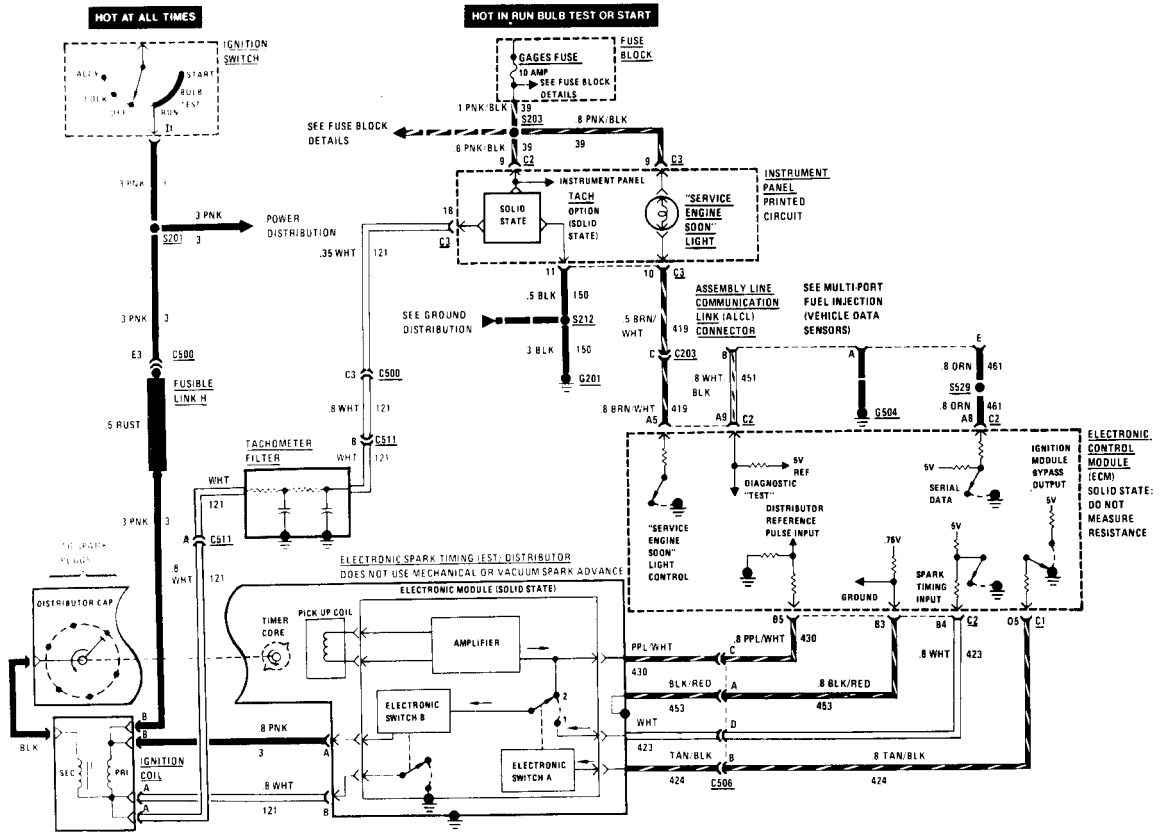 HOT AT ALL TIMES
HOT IN RUN BULB TEST OR START
IGNITION
SWITCH
START
BULB
TEST
RUN
OFF
LOCK
I1
GAGES FUSE
10 AMP
SEE FUSE BLOCK
DETAILS
FUSE
BLOCK
1 PNK/BLK 39
S203
.8 PNK/BLK
39
SEE FUSE BLOCK
DETAILS
.8 PNK/BLK 39
9 C2
9 C3
3 PNK 3
3 PNK
3
S201
POWER
DISTRIBUTION
INSTRUMENT PANEL
SOLID
STATE
TACH
OPTION
(SOLID
STATE)
"SERVICE
ENGINE
SOON"
LIGHT
INSTRUMENT
PANEL
PRINTED
CIRCUIT
18
C3
.35 WHT 121
11
10 C3
.5 BLK 150
SEE GROUND
DISTRIBUTION
S212
3 BLK 150
G201
.5 BRN/
WHT
419
C C203
.8 BRN/WHT 419
A5
ASSEMBLY LINE
COMMUNICATION
LINK (ALCL)
CONNECTOR
SEE MULTI-PORT
FUEL INJECTION
(VEHICLE DATA
SENSORS)
B
A
E
.8 WHT
BLK
451
A9 C2
G504
.8 ORN 461
S529
.8 ORN 461
A8 C2
3 PNK 3
E3 C500
FUSIBLE
LINK H
.5 RUST
C3 C500
.8 WHT 121
B C511
WHT 121
TACHOMETER
FILTER
WHT
121
3 PNK 3
A C511
.8
WHT 121
ELECTRONIC
CONTROL
MODULE
(ECM)
SOLID STATE:
DO NOT
MEASURE
RESISTANCE
5V
REF
DIAGNOSTIC
"TEST"
5V
SERIAL
DATA
IGNITION
MODULE
BYPASS
OUTPUT
5V
"SERVICE
ENGINE
SOON"
LIGHT
CONTROL
DISTRIBUTOR
REFERENCE
PULSE INPUT
.76V
GROUND
5V
SPARK
TIMING
INPUT
B5
B3
B4 C2
O5 C1
TO SPARK
PLUGS
DISTRIBUTOR CAP
ELECTRONIC SPARK TIMING (EST) DISTRIBUTOR
DOES NOT USE MECHANICAL OR VACUUM SPARK ADVANCE
ELECTRONIC MODULE (SOLID STATE)
PICK-UP COIL
TIMER
CORE
AMPLIFIER
2
1
ELECTRONIC
SWITCH B
ELECTRONIC
SWITCH A
PPL/WHT
430
C
.8 PPL/WHT 430
BLK/RED
453
A
.8 BLK/RED
453
WHT
423
D
.8 WHT 423
TAN/BLK
424
B
C506
.8 TAN/BLK
424
BLK
SEC
PRI
IGNITION
COIL
B
B
A
A
.8 PNK
3
A
.8 WHT
121
B